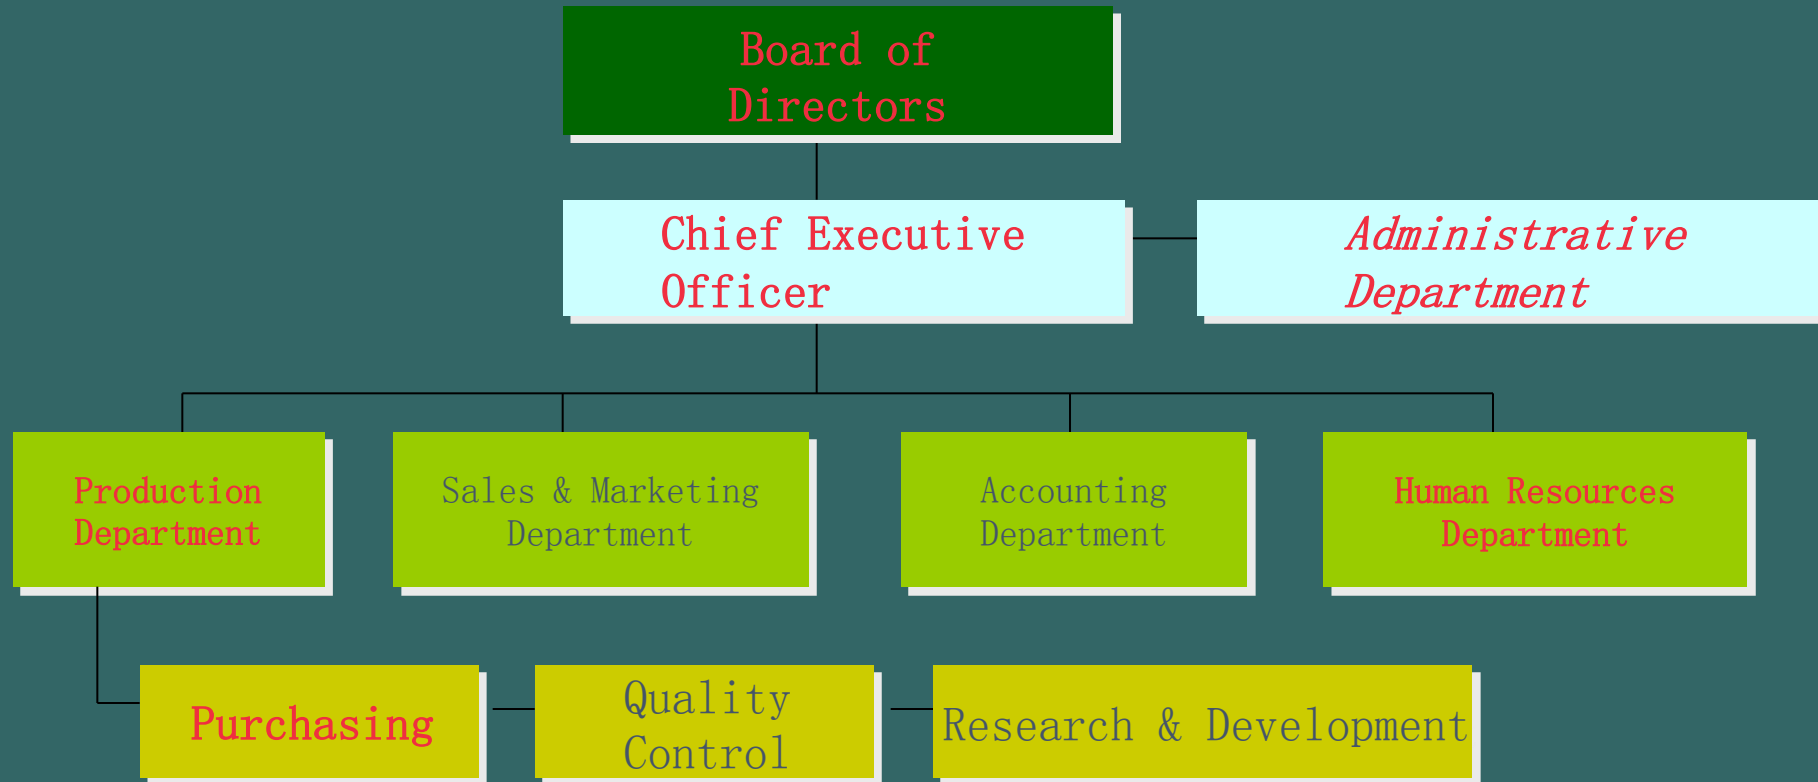 Board of
Directors
Chief Executive
Officer
Administrative
Department
Production
Department
Sales & Marketing
Department
Accounting
Department
Human Resources
Department
Purchasing
Quality
Control
Research & Development